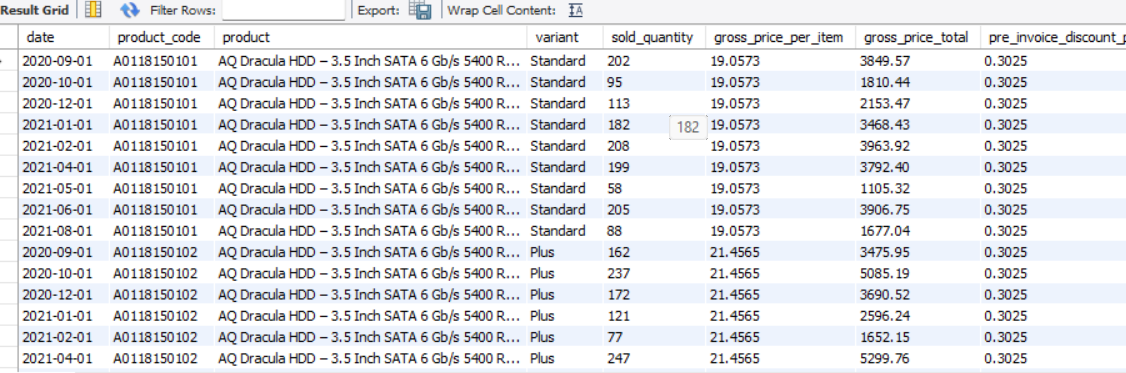 Result Grid Filter Rows: Export: Wrap Cell Content: IA
date product_code product variant sold_quantity gross_price_per_item gross_price_total pre_invoice_discount_p
2020-09-01 A0118150101 AQ Dracula HDD – 3.5 Inch SATA 6 Gb/s 5400 R... Standard 202 19.0573 3849.57 0.3025
2020-10-01 A0118150101 AQ Dracula HDD – 3.5 Inch SATA 6 Gb/s 5400 R... Standard 95 19.0573 1810.44 0.3025
2020-12-01 A0118150101 AQ Dracula HDD – 3.5 Inch SATA 6 Gb/s 5400 R... Standard 113 19.0573 2153.47 0.3025
2021-01-01 A0118150101 AQ Dracula HDD – 3.5 Inch SATA 6 Gb/s 5400 R... Standard 182 182 19.0573 3468.43 0.3025
2021-02-01 A0118150101 AQ Dracula HDD – 3.5 Inch SATA 6 Gb/s 5400 R... Standard 208 19.0573 3963.92 0.3025
2021-04-01 A0118150101 AQ Dracula HDD – 3.5 Inch SATA 6 Gb/s 5400 R... Standard 199 19.0573 3792.40 0.3025
2021-05-01 A0118150101 AQ Dracula HDD – 3.5 Inch SATA 6 Gb/s 5400 R... Standard 58 19.0573 1105.32 0.3025
2021-06-01 A0118150101 AQ Dracula HDD – 3.5 Inch SATA 6 Gb/s 5400 R... Standard 205 19.0573 3906.75 0.3025
2021-08-01 A0118150101 AQ Dracula HDD – 3.5 Inch SATA 6 Gb/s 5400 R... Standard 88 19.0573 1677.04 0.3025
2020-09-01 A0118150102 AQ Dracula HDD – 3.5 Inch SATA 6 Gb/s 5400 R... Plus 162 21.4565 3475.95 0.3025
2020-10-01 A0118150102 AQ Dracula HDD – 3.5 Inch SATA 6 Gb/s 5400 R... Plus 237 21.4565 5085.19 0.3025
2020-12-01 A0118150102 AQ Dracula HDD – 3.5 Inch SATA 6 Gb/s 5400 R... Plus 172 21.4565 3690.52 0.3025
2021-01-01 A0118150102 AQ Dracula HDD – 3.5 Inch SATA 6 Gb/s 5400 R... Plus 121 21.4565 2596.24 0.3025
2021-02-01 A0118150102 AQ Dracula HDD – 3.5 Inch SATA 6 Gb/s 5400 R... Plus 77 21.4565 1652.15 0.3025
2021-04-01 A0118150102 AQ Dracula HDD – 3.5 Inch SATA 6 Gb/s 5400 R... Plus 247 21.4565 5299.76 0.3025